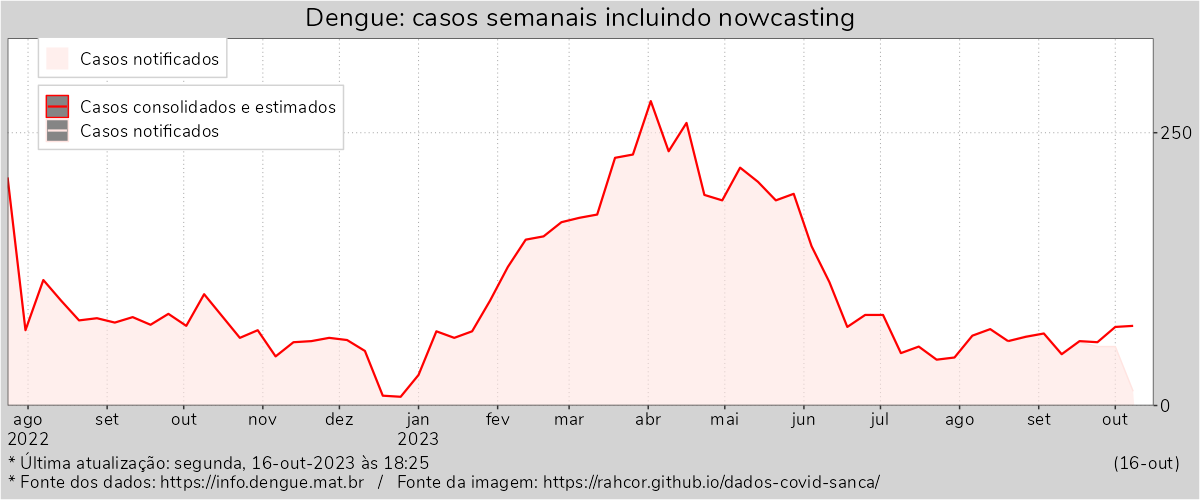 Dengue: casos semanais incluindo nowcasting
Casos notificados
Casos consolidados e estimados
Casos notificados
250
0
ago set out nov dez jan fev mar abr mai jun jul ago set out
2022 2023
* Última atualização: segunda, 16-out-2023 às 18:25 (16-out)
* Fonte dos dados: https://info.dengue.mat.br / Fonte da imagem: https://rahcor.github.io/dados-covid-sanca/